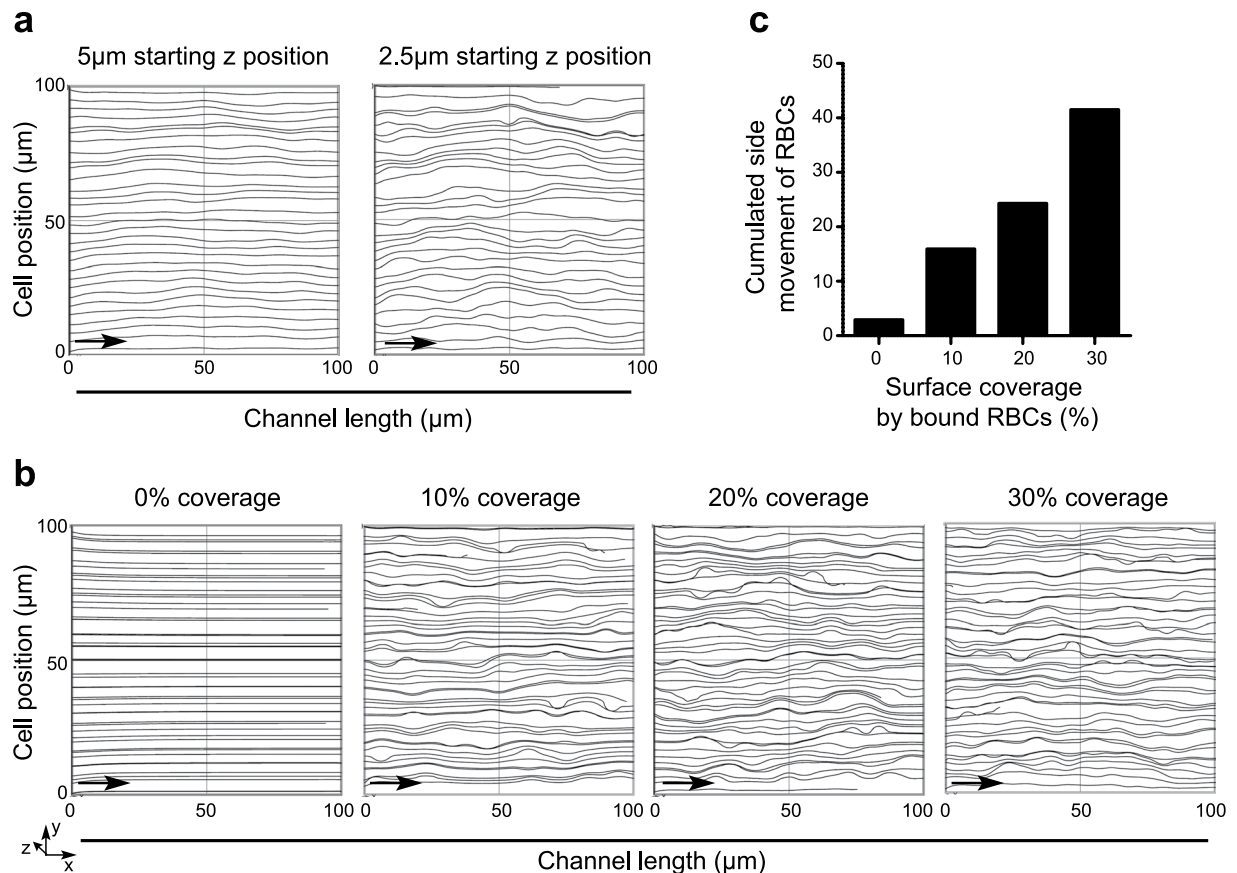 a
5µm starting z position
2.5µm starting z position
Cell position (µm)
100
50
0
0 50 100
0 50 100
Channel length (µm)
c
Cumulated side
movement of RBCs
50
40
30
20
10
0
0 10 20 30
Surface coverage
by bound RBCs (%)
b
0% coverage
10% coverage
20% coverage
30% coverage
Cell position (µm)
100
50
0
0 50 100
0 50 100
0 50 100
0 50 100
y
z
x
Channel length (µm)